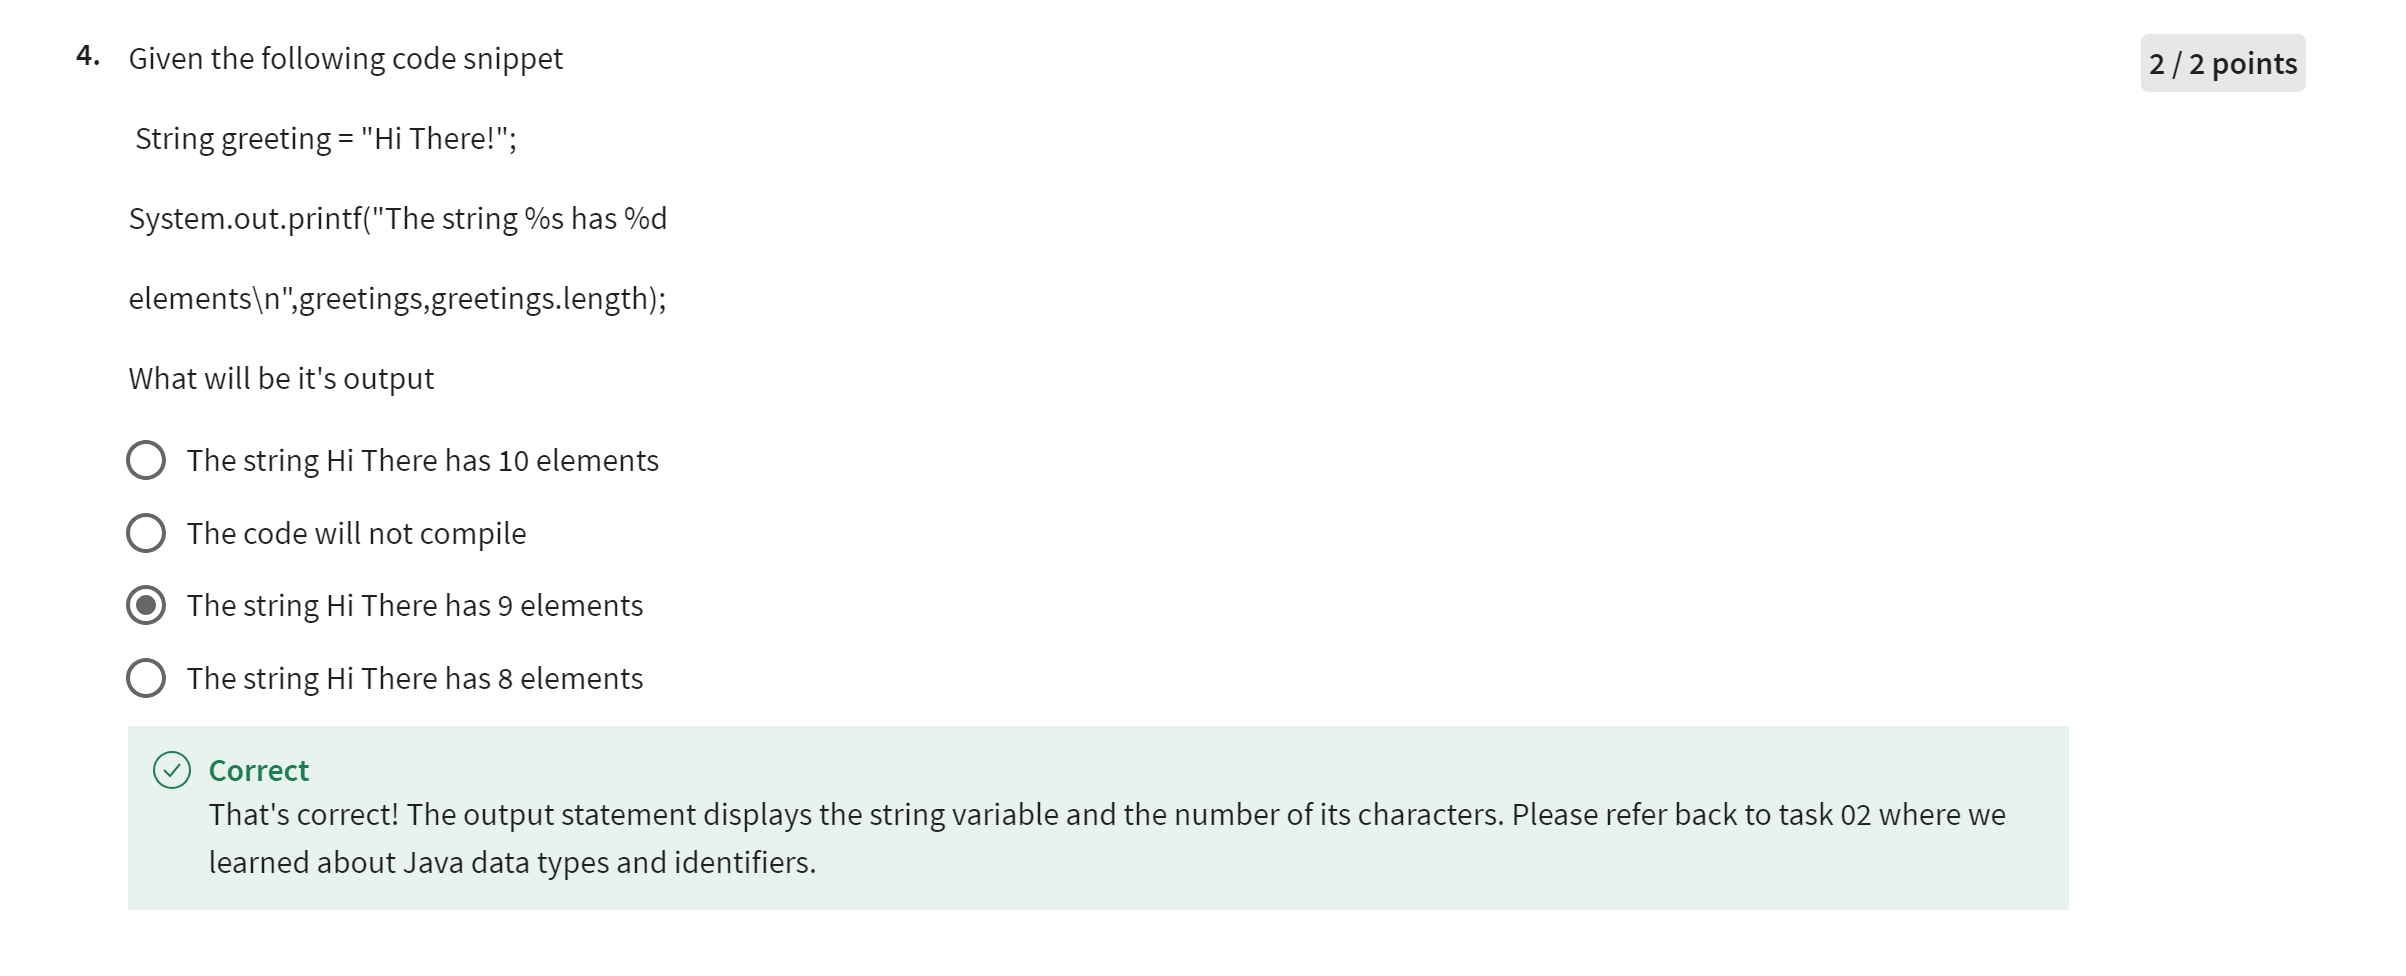 4. Given the following code snippet
2 / 2 points
String greeting = "Hi There!";
System.out.printf("The string %s has %d
elements\n",greetings,greetings.length);
What will be it's output
The string Hi There has 10 elements
The code will not compile
The string Hi There has 9 elements
The string Hi There has 8 elements
Correct
That's correct! The output statement displays the string variable and the number of its characters. Please refer back to task 02 where we
learned about Java data types and identifiers.